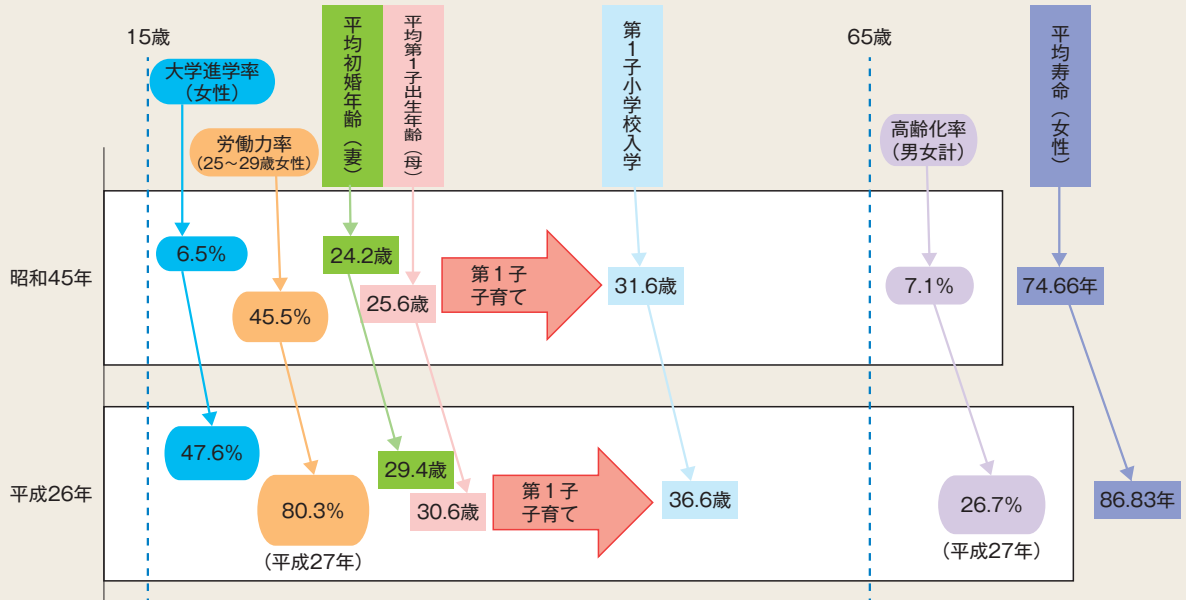 15歳
65歳
大学進学率
（女性）
労働力率
（25～29歳女性）
平均初婚年齢（妻）
平均第１子出生年齢（母）
第１子小学校入学
高齢化率
（男女計）
平均寿命（女性）
昭和45年
6.5%
45.5%
24.2歳
25.6歳
第１子
子育て
31.6歳
7.1%
74.66年
平成26年
47.6%
80.3%
（平成27年）
29.4歳
30.6歳
第１子
子育て
36.6歳
26.7%
（平成27年）
86.83年